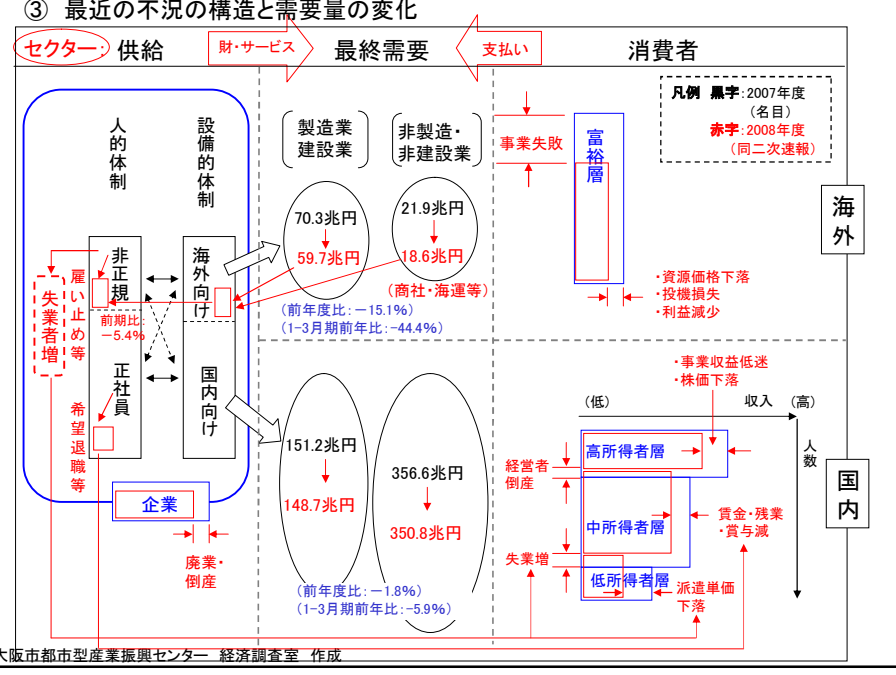 ③ 最近の不況の構造と需要量の変化
セクター: 供給
財・サービス
最終需要
支払い
消費者
凡例 黒字:2007年度
(名目)
赤字:2008年度
(同二次速報)
人的体制
設備的体制
製造業
建設業
非製造・
非建設業
事業失敗
富裕層
海外
70.3兆円
59.7兆円
21.9兆円
18.6兆円
(商社・海運等)
(前年度比:-15.1%)
(1-3月期前年比:-44.4%)
・資源価格下落
・投機損失
・利益減少
失業者増
雇い止め等
非正規
前期比:
-5.4%
正社員
希望退職等
海外向け
国内向け
企業
廃業・
倒産
151.2兆円
148.7兆円
356.6兆円
350.8兆円
(前年度比:-1.8%)
(1-3月期前年比:-5.9%)
・事業収益低迷
・株価下落
(低)
収入
(高)
人数
国内
高所得者層
経営者
倒産
中所得者層
賃金・残業
・賞与減
失業増
低所得者層
派遣単価
下落
大阪市都市型産業振興センター 経済調査室 作成